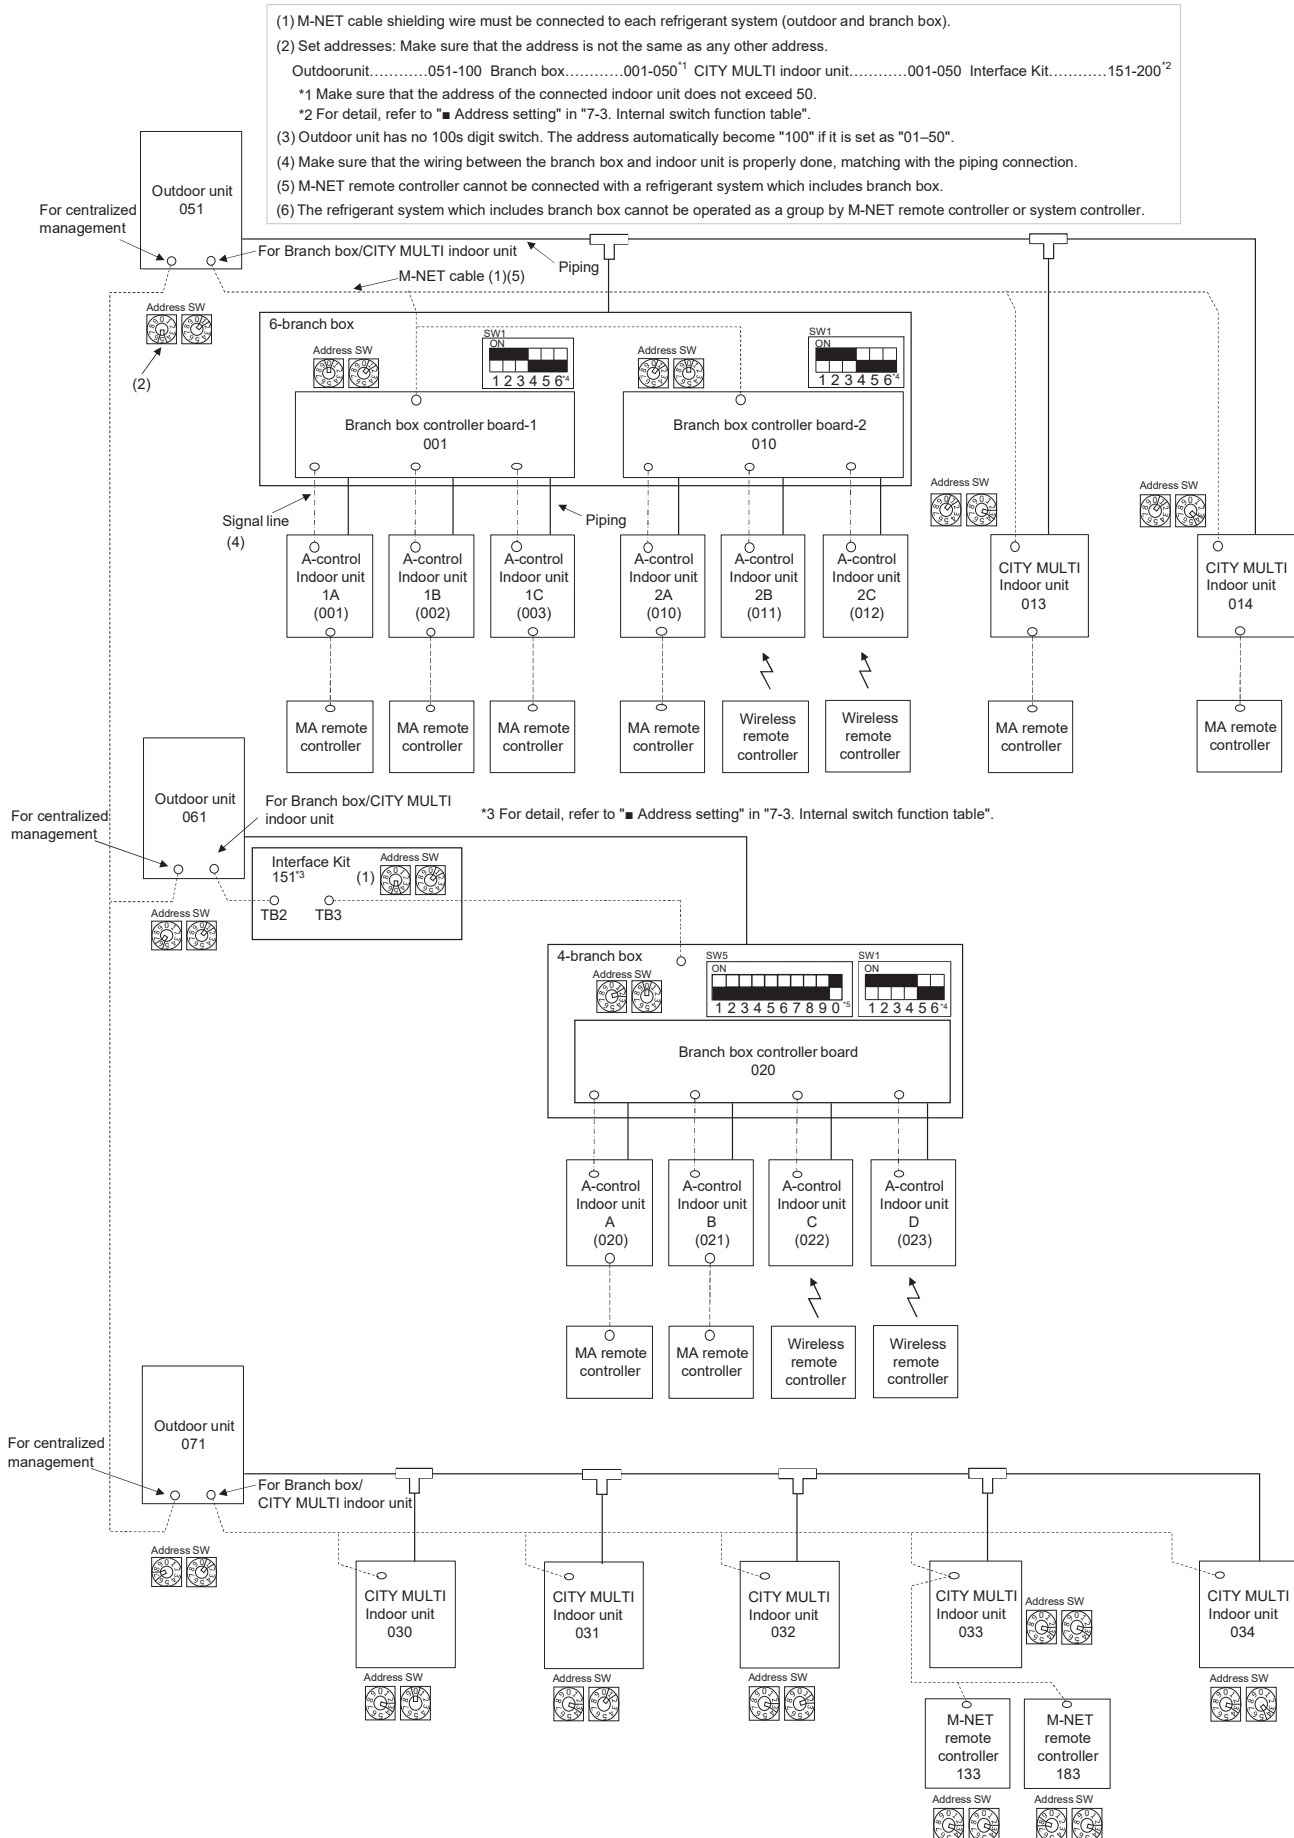 (1) M-NET cable shielding wire must be connected to each refrigerant system (outdoor and branch box).
(2) Set addresses: Make sure that the address is not the same as any other address.
Outdoorunit...........051-100 Branch box...........001-050*1 CITY MULTI indoor unit...........001-050 Interface Kit...........151-200*2
*1 Make sure that the address of the connected indoor unit does not exceed 50.
*2 For detail, refer to "■ Address setting" in "7-3. Internal switch function table".
(3) Outdoor unit has no 100s digit switch. The address automatically become "100" if it is set as "01–50".
(4) Make sure that the wiring between the branch box and indoor unit is properly done, matching with the piping connection.
(5) M-NET remote controller cannot be connected with a refrigerant system which includes branch box.
(6) The refrigerant system which includes branch box cannot be operated as a group by M-NET remote controller or system controller.
Outdoor unit
051
For centralized
management
For Branch box/CITY MULTI indoor unit
Piping
M-NET cable (1)(5)
Address SW
(2)
6-branch box
Address SW
SW1
ON
1 2 3 4 5 6*4
Address SW
SW1
ON
1 2 3 4 5 6*4
Branch box controller board-1
001
Branch box controller board-2
010
Signal line
(4)
Piping
Address SW
Address SW
A-control
Indoor unit
1A
(001)
A-control
Indoor unit
1B
(002)
A-control
Indoor unit
1C
(003)
A-control
Indoor unit
2A
(010)
A-control
Indoor unit
2B
(011)
A-control
Indoor unit
2C
(012)
CITY MULTI
Indoor unit
013
CITY MULTI
Indoor unit
014
MA remote
controller
MA remote
controller
MA remote
controller
MA remote
controller
Wireless
remote
controller
Wireless
remote
controller
MA remote
controller
MA remote
controller
Outdoor unit
061
For centralized
management
For Branch box/CITY MULTI
indoor unit
*3 For detail, refer to "■ Address setting" in "7-3. Internal switch function table".
Interface Kit
151*3
(1)
Address SW
TB2
TB3
Address SW
4-branch box
Address SW
SW5
ON
1 2 3 4 5 6 7 8 9 0*5
SW1
ON
1 2 3 4 5 6*4
Branch box controller board
020
A-control
Indoor unit
A
(020)
A-control
Indoor unit
B
(021)
A-control
Indoor unit
C
(022)
A-control
Indoor unit
D
(023)
MA remote
controller
MA remote
controller
Wireless
remote
controller
Wireless
remote
controller
Outdoor unit
071
For centralized
management
For Branch box/
CITY MULTI indoor unit
Address SW
CITY MULTI
Indoor unit
030
CITY MULTI
Indoor unit
031
CITY MULTI
Indoor unit
032
CITY MULTI
Indoor unit
033
Address SW
CITY MULTI
Indoor unit
034
Address SW
Address SW
Address SW
Address SW
M-NET
remote
controller
133
M-NET
remote
controller
183
Address SW
Address SW